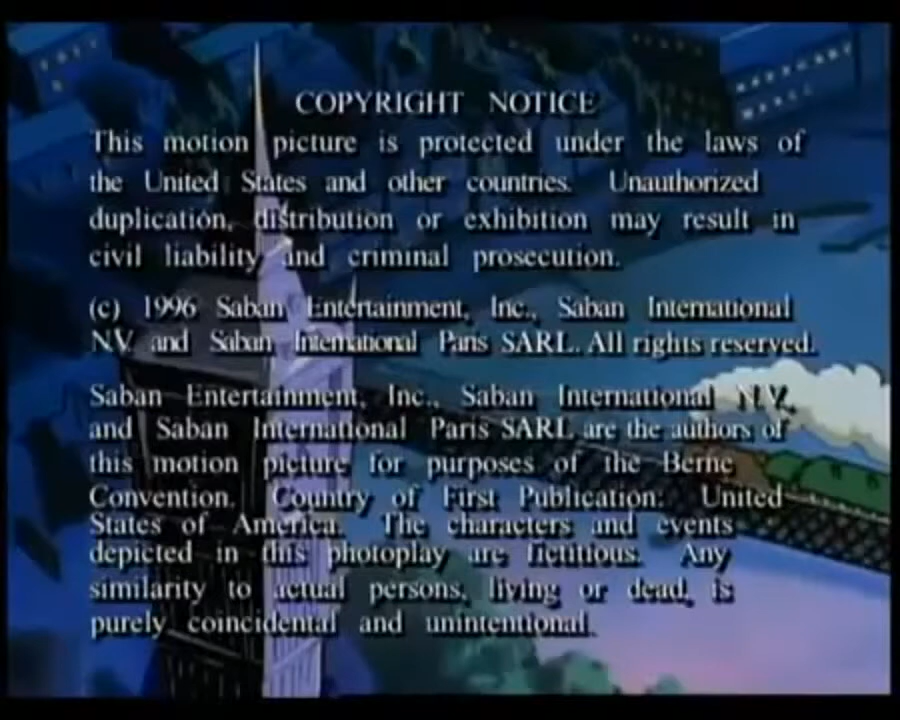 COPYRIGHT NOTICE
This motion picture is protected under the laws of
the United States and other countries. Unauthorized
duplication, distribution or exhibition may result in
civil liability and criminal prosecution.
(c) 1996 Saban Entertainment, Inc., Saban International
N.V. and Saban International Paris SARL. All rights reserved.
Saban Entertainment, Inc., Saban International N.V.,
and Saban International Paris SARL are the authors of
this motion picture for purposes of the Berne
Convention. Country of First Publication: United
States of America. The characters and events
depicted in this photoplay are fictitious. Any
similarity to actual persons, living or dead, is
purely coincidental and unintentional.